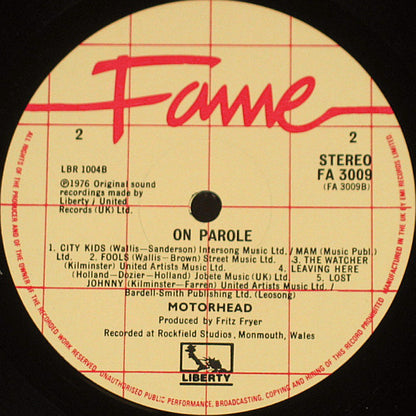 Fame
2
2
LBR 1004B
STEREO
FA 3009
(FA 3009B)
℗1976 Original sound
recordings made by
Liberty / United
Records (UK) Ltd.
ON PAROLE
1. CITY KIDS (Wallis—Sanderson) Intersong Music Ltd. / MAM (Music Publ.)
Ltd. 2. FOOLS (Wallis—Brown) Street Music Ltd. 3. THE WATCHER
(Kilminster) United Artists Music Ltd. 4. LEAVING HERE
(Holland—Dozier—Holland) Jobete Music (UK) Ltd. 5. LOST
JOHNNY (Kilminster—Farren) United Artists Music Ltd. /
Bardell-Smith Publishing Ltd. (Leosong)
MOTORHEAD
Produced by Fritz Fryer
Recorded at Rockfield Studios, Monmouth, Wales
LIBERTY
ALL RIGHTS OF THE PRODUCER AND OF THE OWNER OF THE RECORDED WORK RESERVED. UNAUTHORISED PUBLIC PERFORMANCE, BROADCASTING, COPYING AND HIRING OF THIS RECORD PROHIBITED. MANUFACTURED IN THE UK BY EMI RECORDS LIMITED.